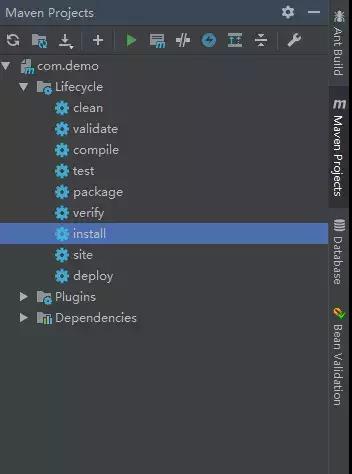 Maven Projects
com.demo
Lifecycle
clean
validate
compile
test
package
verify
install
site
deploy
Plugins
Dependencies
Ant Build
m Maven Projects
Database
Bean Validation